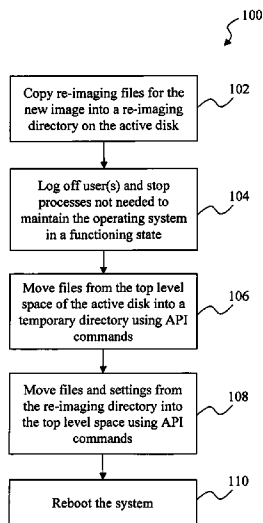 100
Copy re-imaging files for the
new image into a re-imaging
directory on the active disk
102
Log off user(s) and stop
processes not needed to
maintain the operating system
in a functioning state
104
Move files from the top level
space of the active disk into a
temporary directory using API
commands
106
Move files and settings from
the re-imaging directory into
the top level space using API
commands
108
Reboot the system
110